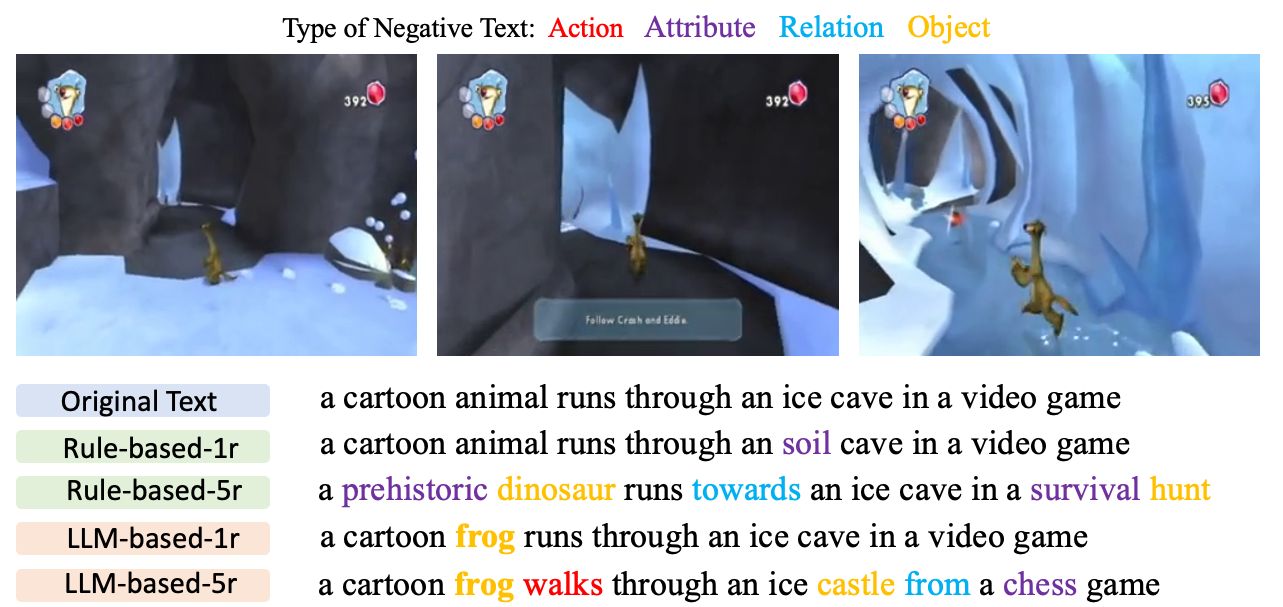 Type of Negative Text: Action Attribute Relation Object
392
392
395
Follow Crash and Eddie.
Original Text a cartoon animal runs through an ice cave in a video game
Rule-based-1r a cartoon animal runs through an soil cave in a video game
Rule-based-5r a prehistoric dinosaur runs towards an ice cave in a survival hunt
LLM-based-1r a cartoon frog runs through an ice cave in a video game
LLM-based-5r a cartoon frog walks through an ice castle from a chess game